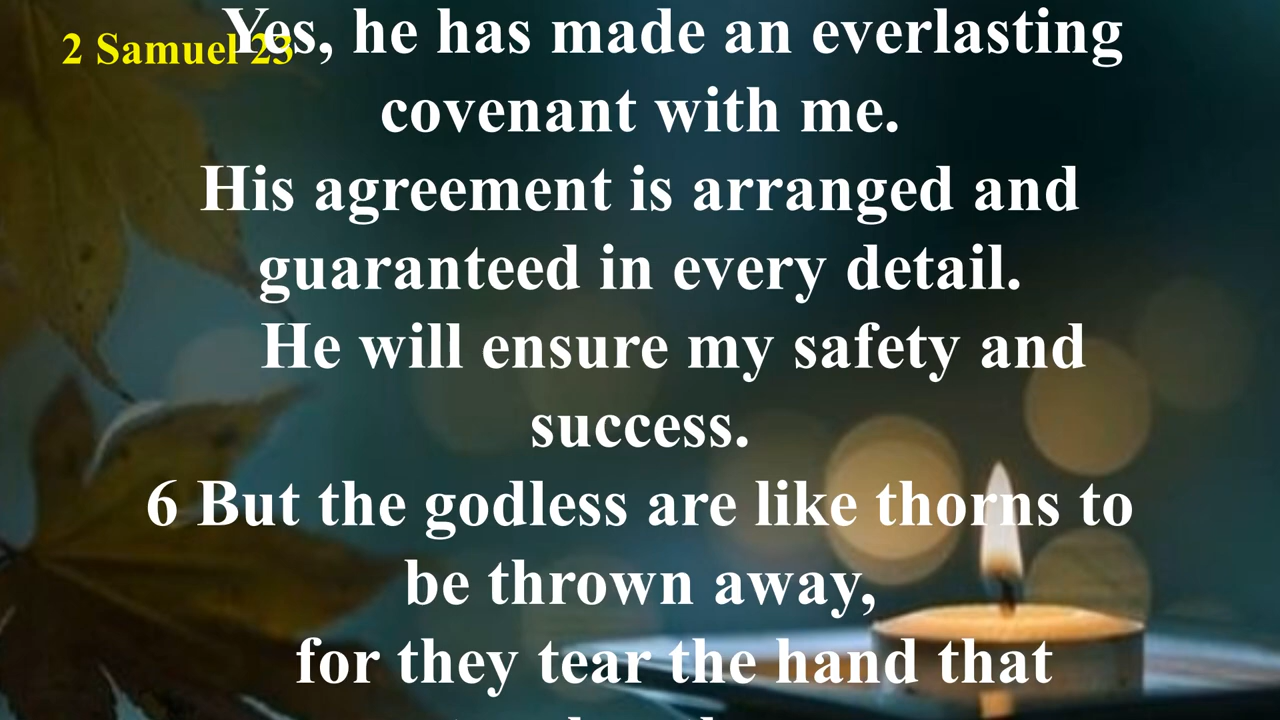 2 Samuel 23
Yes, he has made an everlasting
covenant with me.
His agreement is arranged and
guaranteed in every detail.
He will ensure my safety and
success.
6 But the godless are like thorns to
be thrown away,
for they tear the hand that